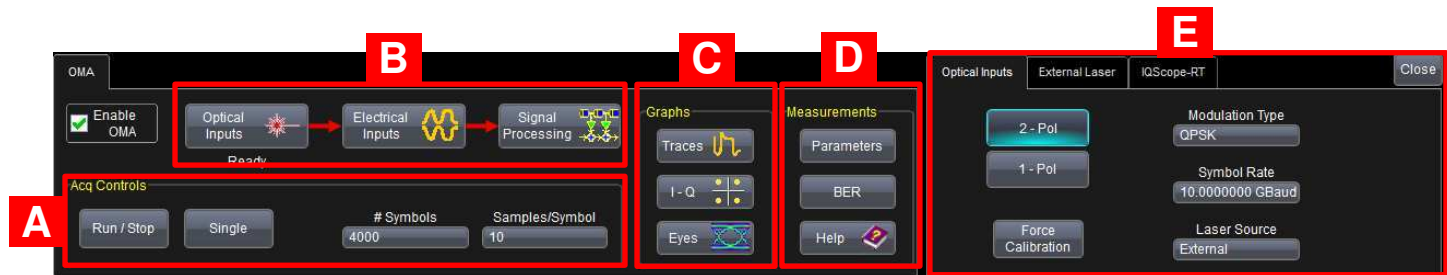 B
C
D
E
A
OMA
Enable
OMA
Optical
Inputs
Ready
Electrical
Inputs
Signal
Processing
Acq Controls
Run / Stop
Single
# Symbols
4000
Samples/Symbol
10
Graphs
Traces
I - Q
Eyes
Measurements
Parameters
BER
Help
Optical Inputs
External Laser
IQScope-RT
Close
2 - Pol
1 - Pol
Force
Calibration
Modulation Type
QPSK
Symbol Rate
10.0000000 GBaud
Laser Source
External